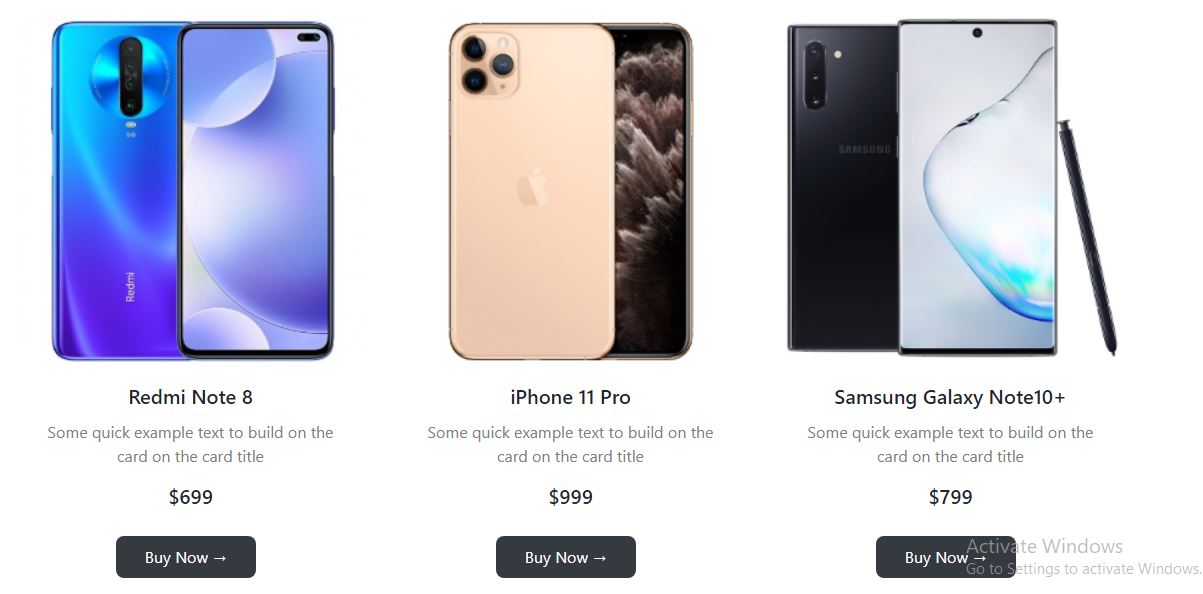 5G
Redmi
SAMSUNG
Redmi Note 8
Some quick example text to build on the
card on the card title
$699
Buy Now →
iPhone 11 Pro
Some quick example text to build on the
card on the card title
$999
Buy Now →
Samsung Galaxy Note10+
Some quick example text to build on the
card on the card title
$799
Buy Now →
Activate Windows
Go to Settings to activate Windows.